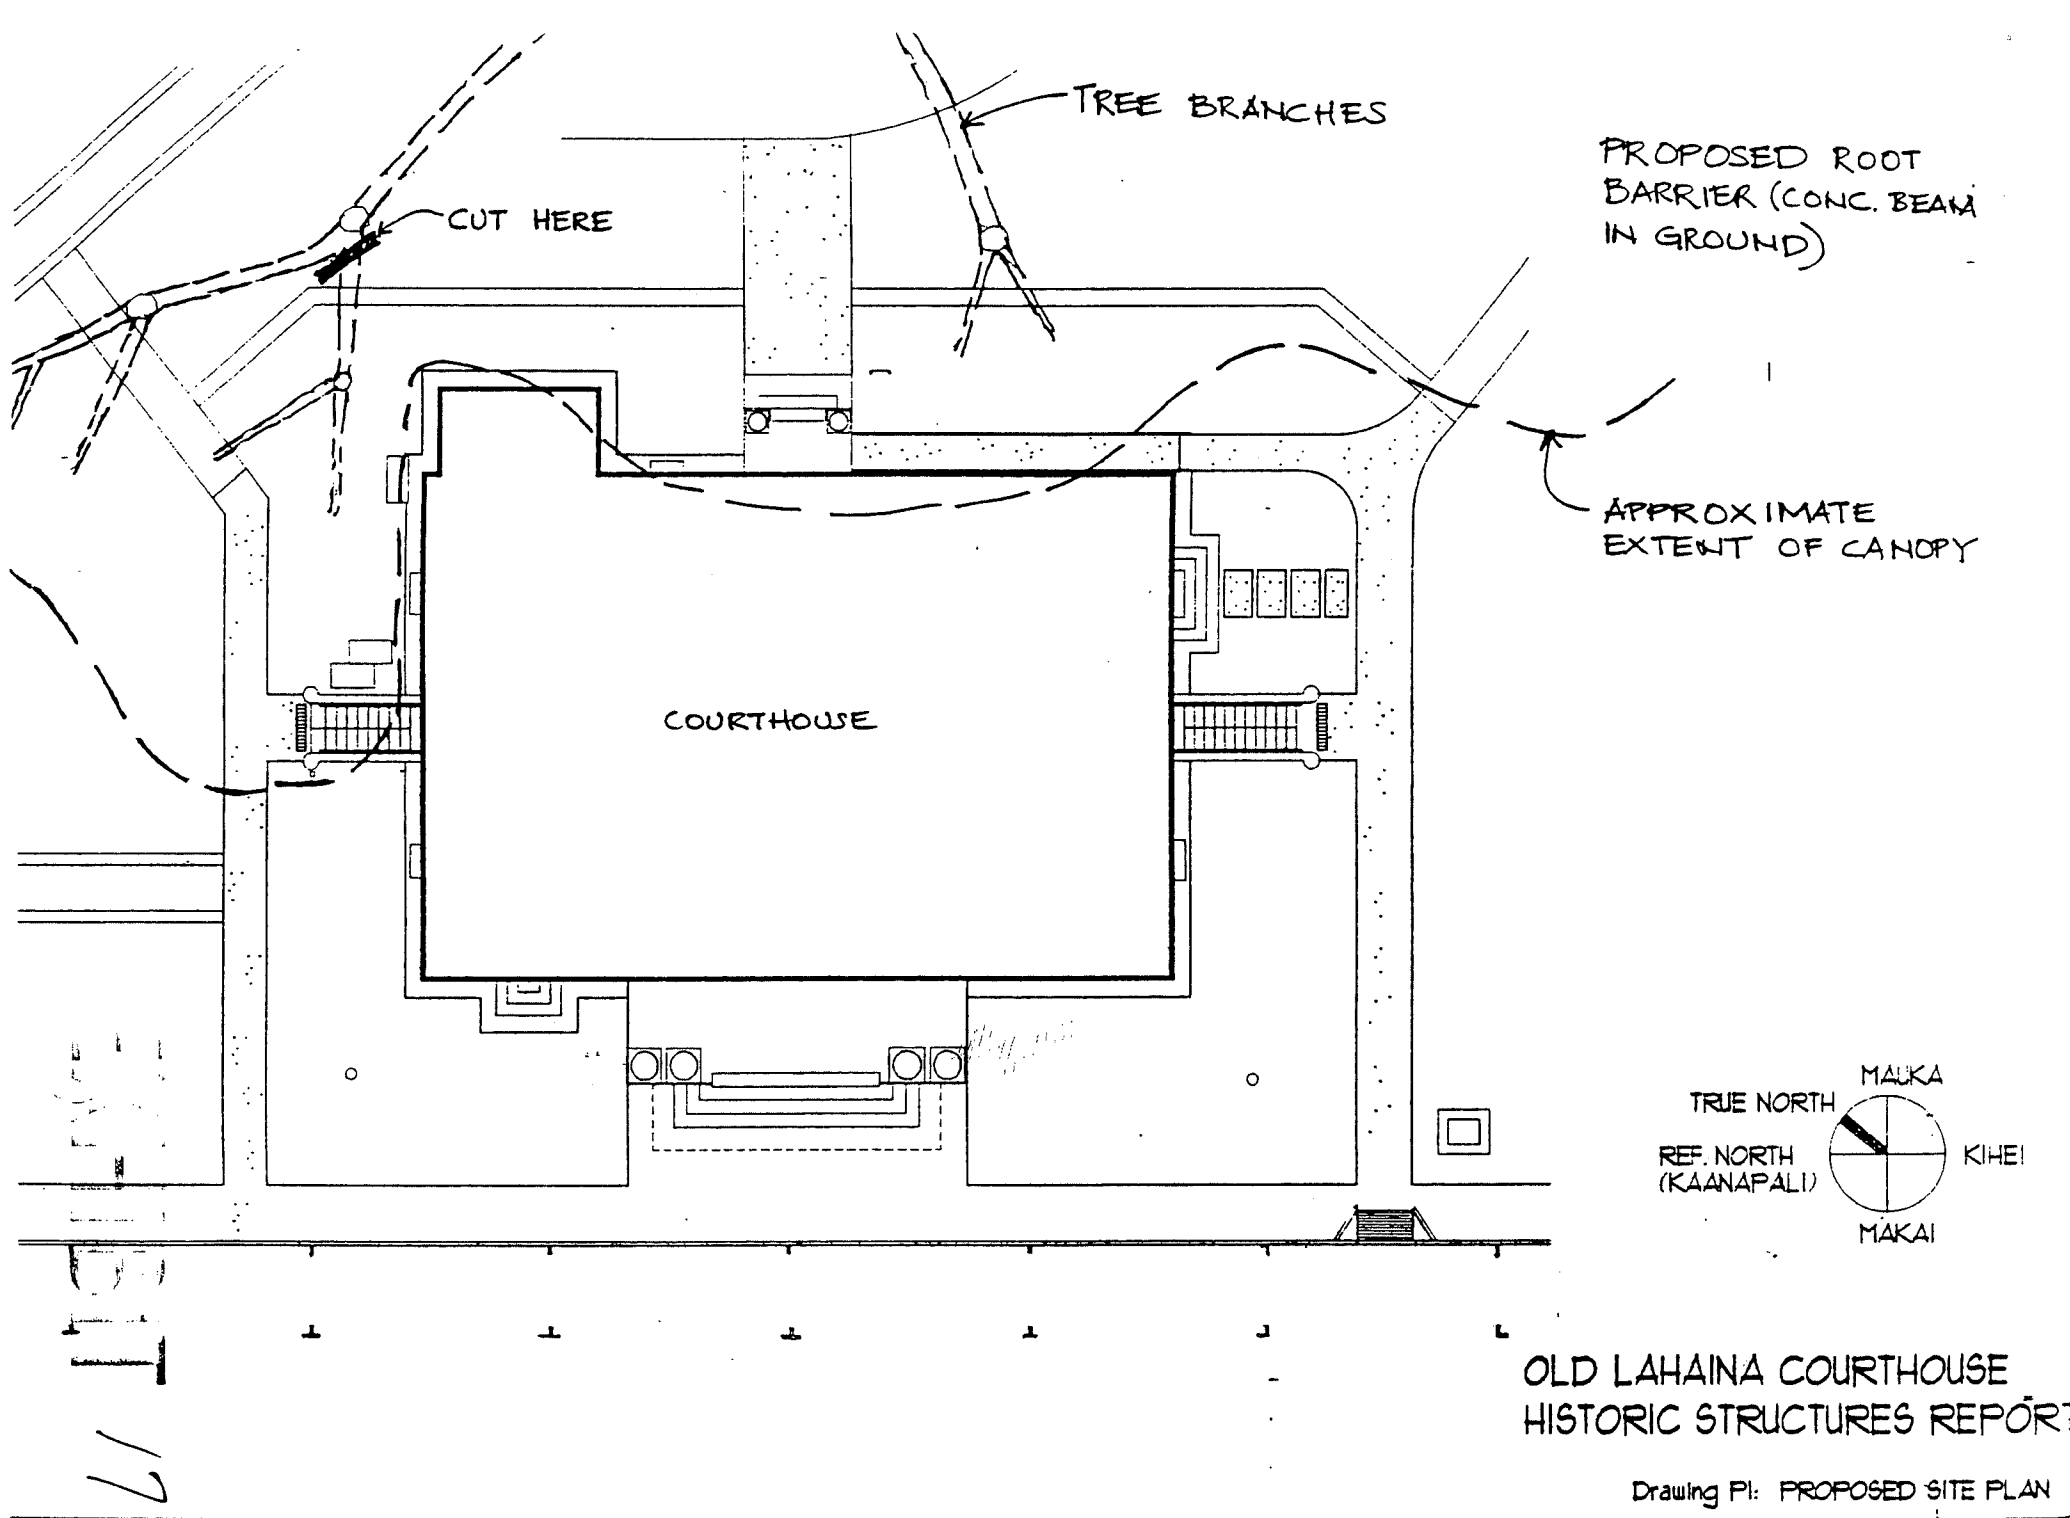 TREE BRANCHES
PROPOSED ROOT
BARRIER (CONC. BEAM
IN GROUND)
CUT HERE
APPROXIMATE
EXTENT OF CANOPY
COURTHOUSE
MAUKA
TRUE NORTH
REF. NORTH
(KAANAPALI)
KIHEI
MAKAI
OLD LAHAINA COURTHOUSE
HISTORIC STRUCTURES REPORT
Drawing P1: PROPOSED SITE PLAN